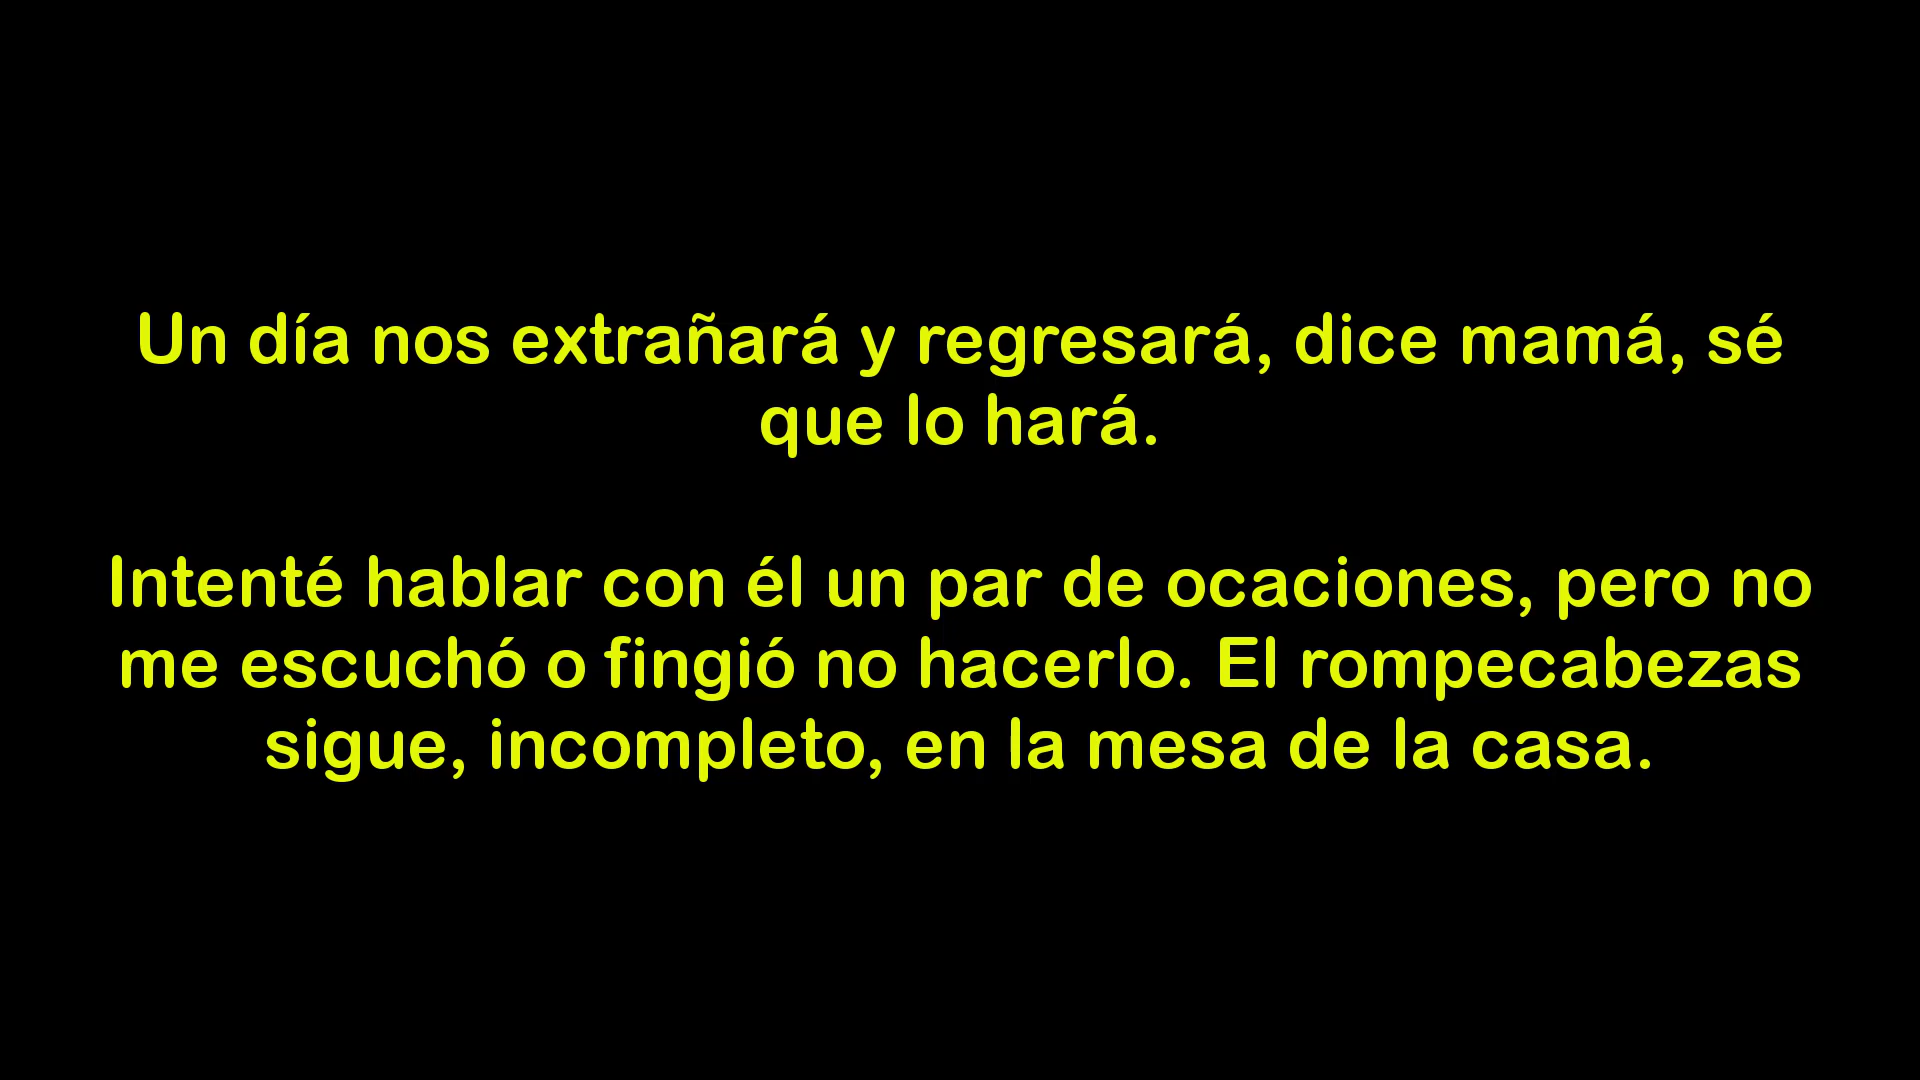 Un día nos extrañará y regresará, dice mamá, sé
que lo hará.
Intenté hablar con él un par de ocaciones, pero no
me escuchó o fingió no hacerlo. El rompecabezas
sigue, incompleto, en la mesa de la casa.